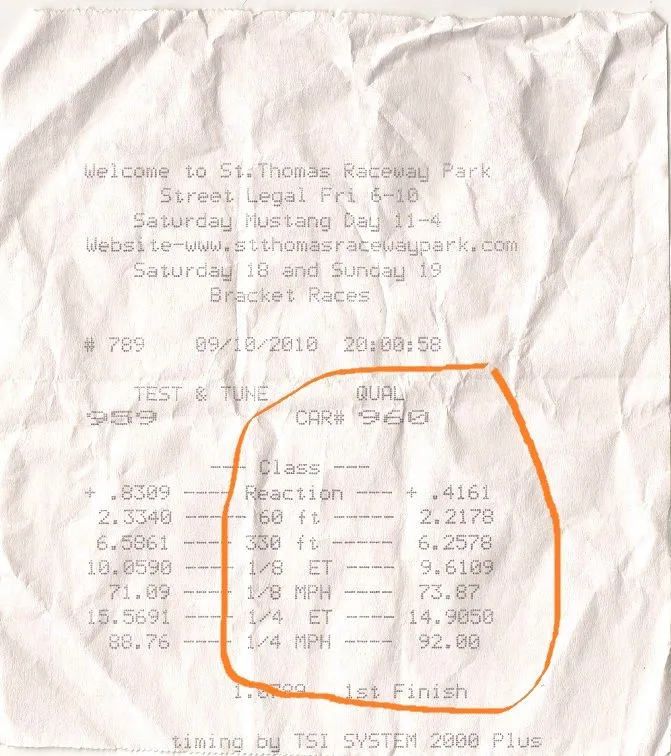 Welcome to St.Thomas Raceway Park
Street Legal Fri 6-10
Saturday Mustang Day 11-4
Website-www.stthomasracewaypark.com
Saturday 18 and Sunday 19
Bracket Races
# 789 09/10/2010 20:00:58
TEST & TUNE QUAL
959 CAR# 960
--- Class ---
+ .8309 ---- Reaction --- + .4161
2.3340 ---- 60 ft ----- 2.2178
6.5861 ---- 330 ft ---- 6.2578
10.0590 ---- 1/8 ET ---- 9.6109
71.09 ---- 1/8 MPH ---- 73.87
15.5691 ---- 1/4 ET ---- 14.9050
88.76 ---- 1/4 MPH ---- 92.00
1st Finish
timing by TSI SYSTEM 2000 Plus